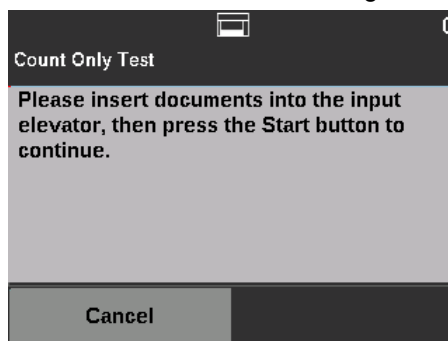 Count Only Test
Please insert documents into the input
elevator, then press the Start button to
continue.
Cancel